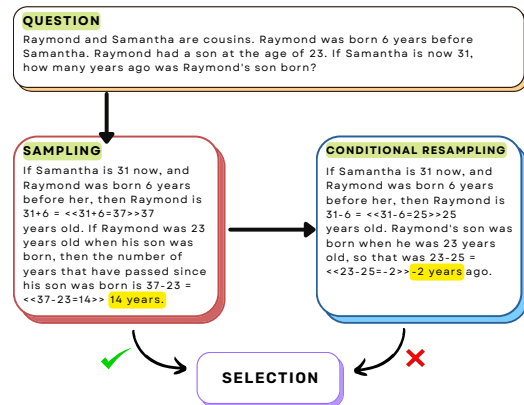 QUESTION
Raymond and Samantha are cousins. Raymond was born 6 years before
Samantha. Raymond had a son at the age of 23. If Samantha is now 31,
how many years ago was Raymond's son born?
SAMPLING
If Samantha is 31 now, and
Raymond was born 6 years
before her, then Raymond is
31+6 = <<31+6=37>>37
years old. If Raymond was 23
years old when his son was
born, then the number of
years that have passed since
his son was born is 37-23 =
<<37-23=14>> 14 years.
CONDITIONAL RESAMPLING
If Samantha is 31 now, and
Raymond was born 6 years
before her, then Raymond is
31-6 = <<31-6=25>>25
years old. Raymond's son was
born when he was 23 years
old, so that was 23-25 =
<<23-25=-2>>-2 years ago.
SELECTION